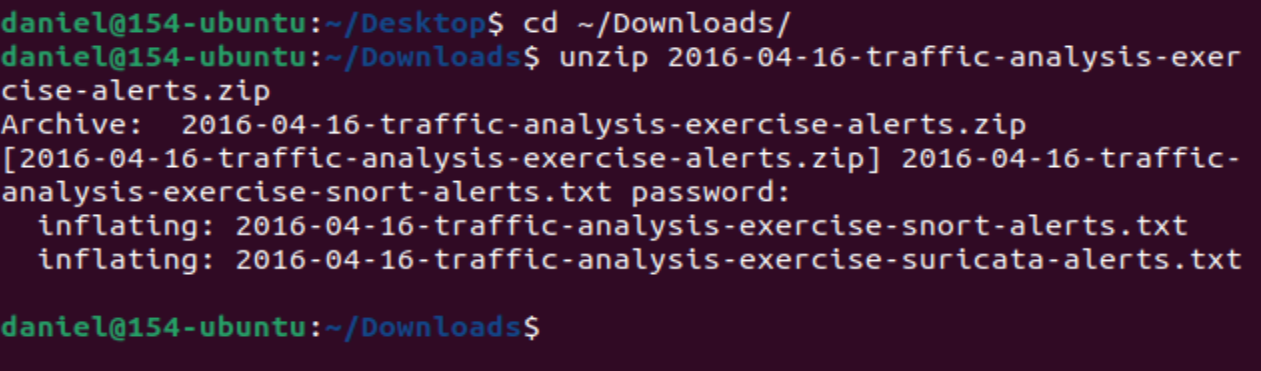 daniel@154-ubuntu:~/Desktop$ cd ~/Downloads/
daniel@154-ubuntu:~/Downloads$ unzip 2016-04-16-traffic-analysis-exer
cise-alerts.zip
Archive:  2016-04-16-traffic-analysis-exercise-alerts.zip
[2016-04-16-traffic-analysis-exercise-alerts.zip] 2016-04-16-traffic-
analysis-exercise-snort-alerts.txt password:
  inflating: 2016-04-16-traffic-analysis-exercise-snort-alerts.txt
  inflating: 2016-04-16-traffic-analysis-exercise-suricata-alerts.txt
daniel@154-ubuntu:~/Downloads$